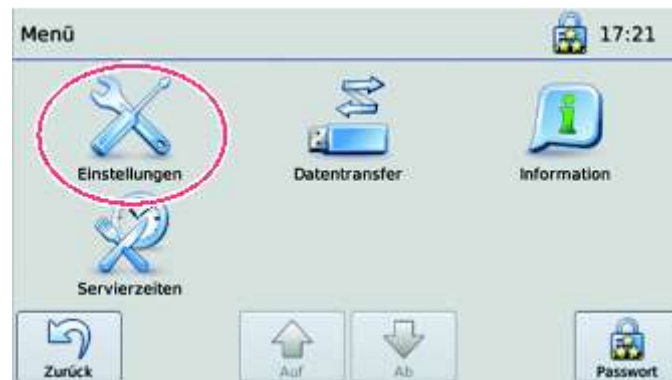 Menü
17:21
Einstellungen
Datentransfer
Information
Servierzeiten
Zurück
Auf
Ab
Passwort